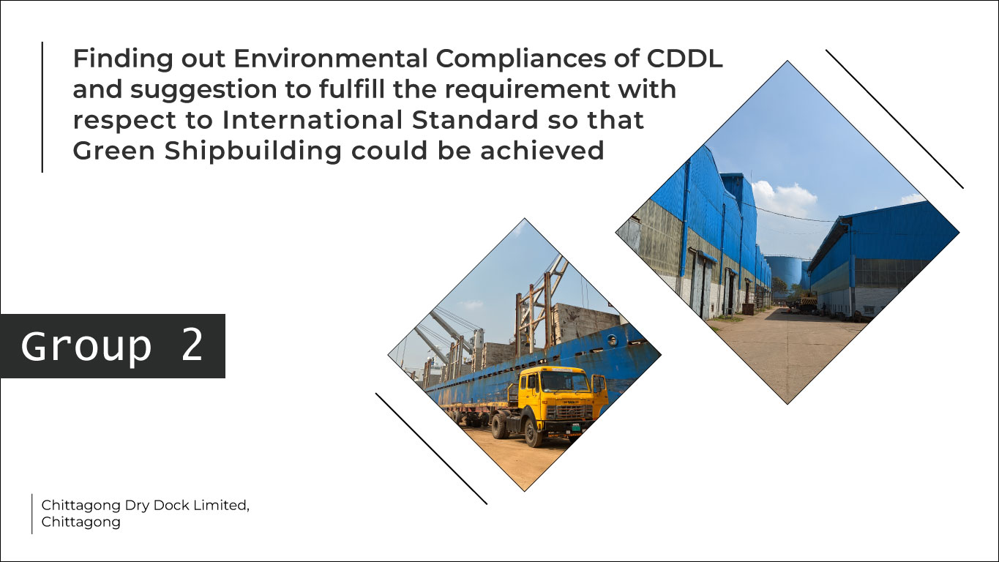 Finding out Environmental Compliances of CDDL
and suggestion to fulfill the requirement with
respect to International Standard so that
Green Shipbuilding could be achieved
Group 2
Chittagong Dry Dock Limited,
Chittagong